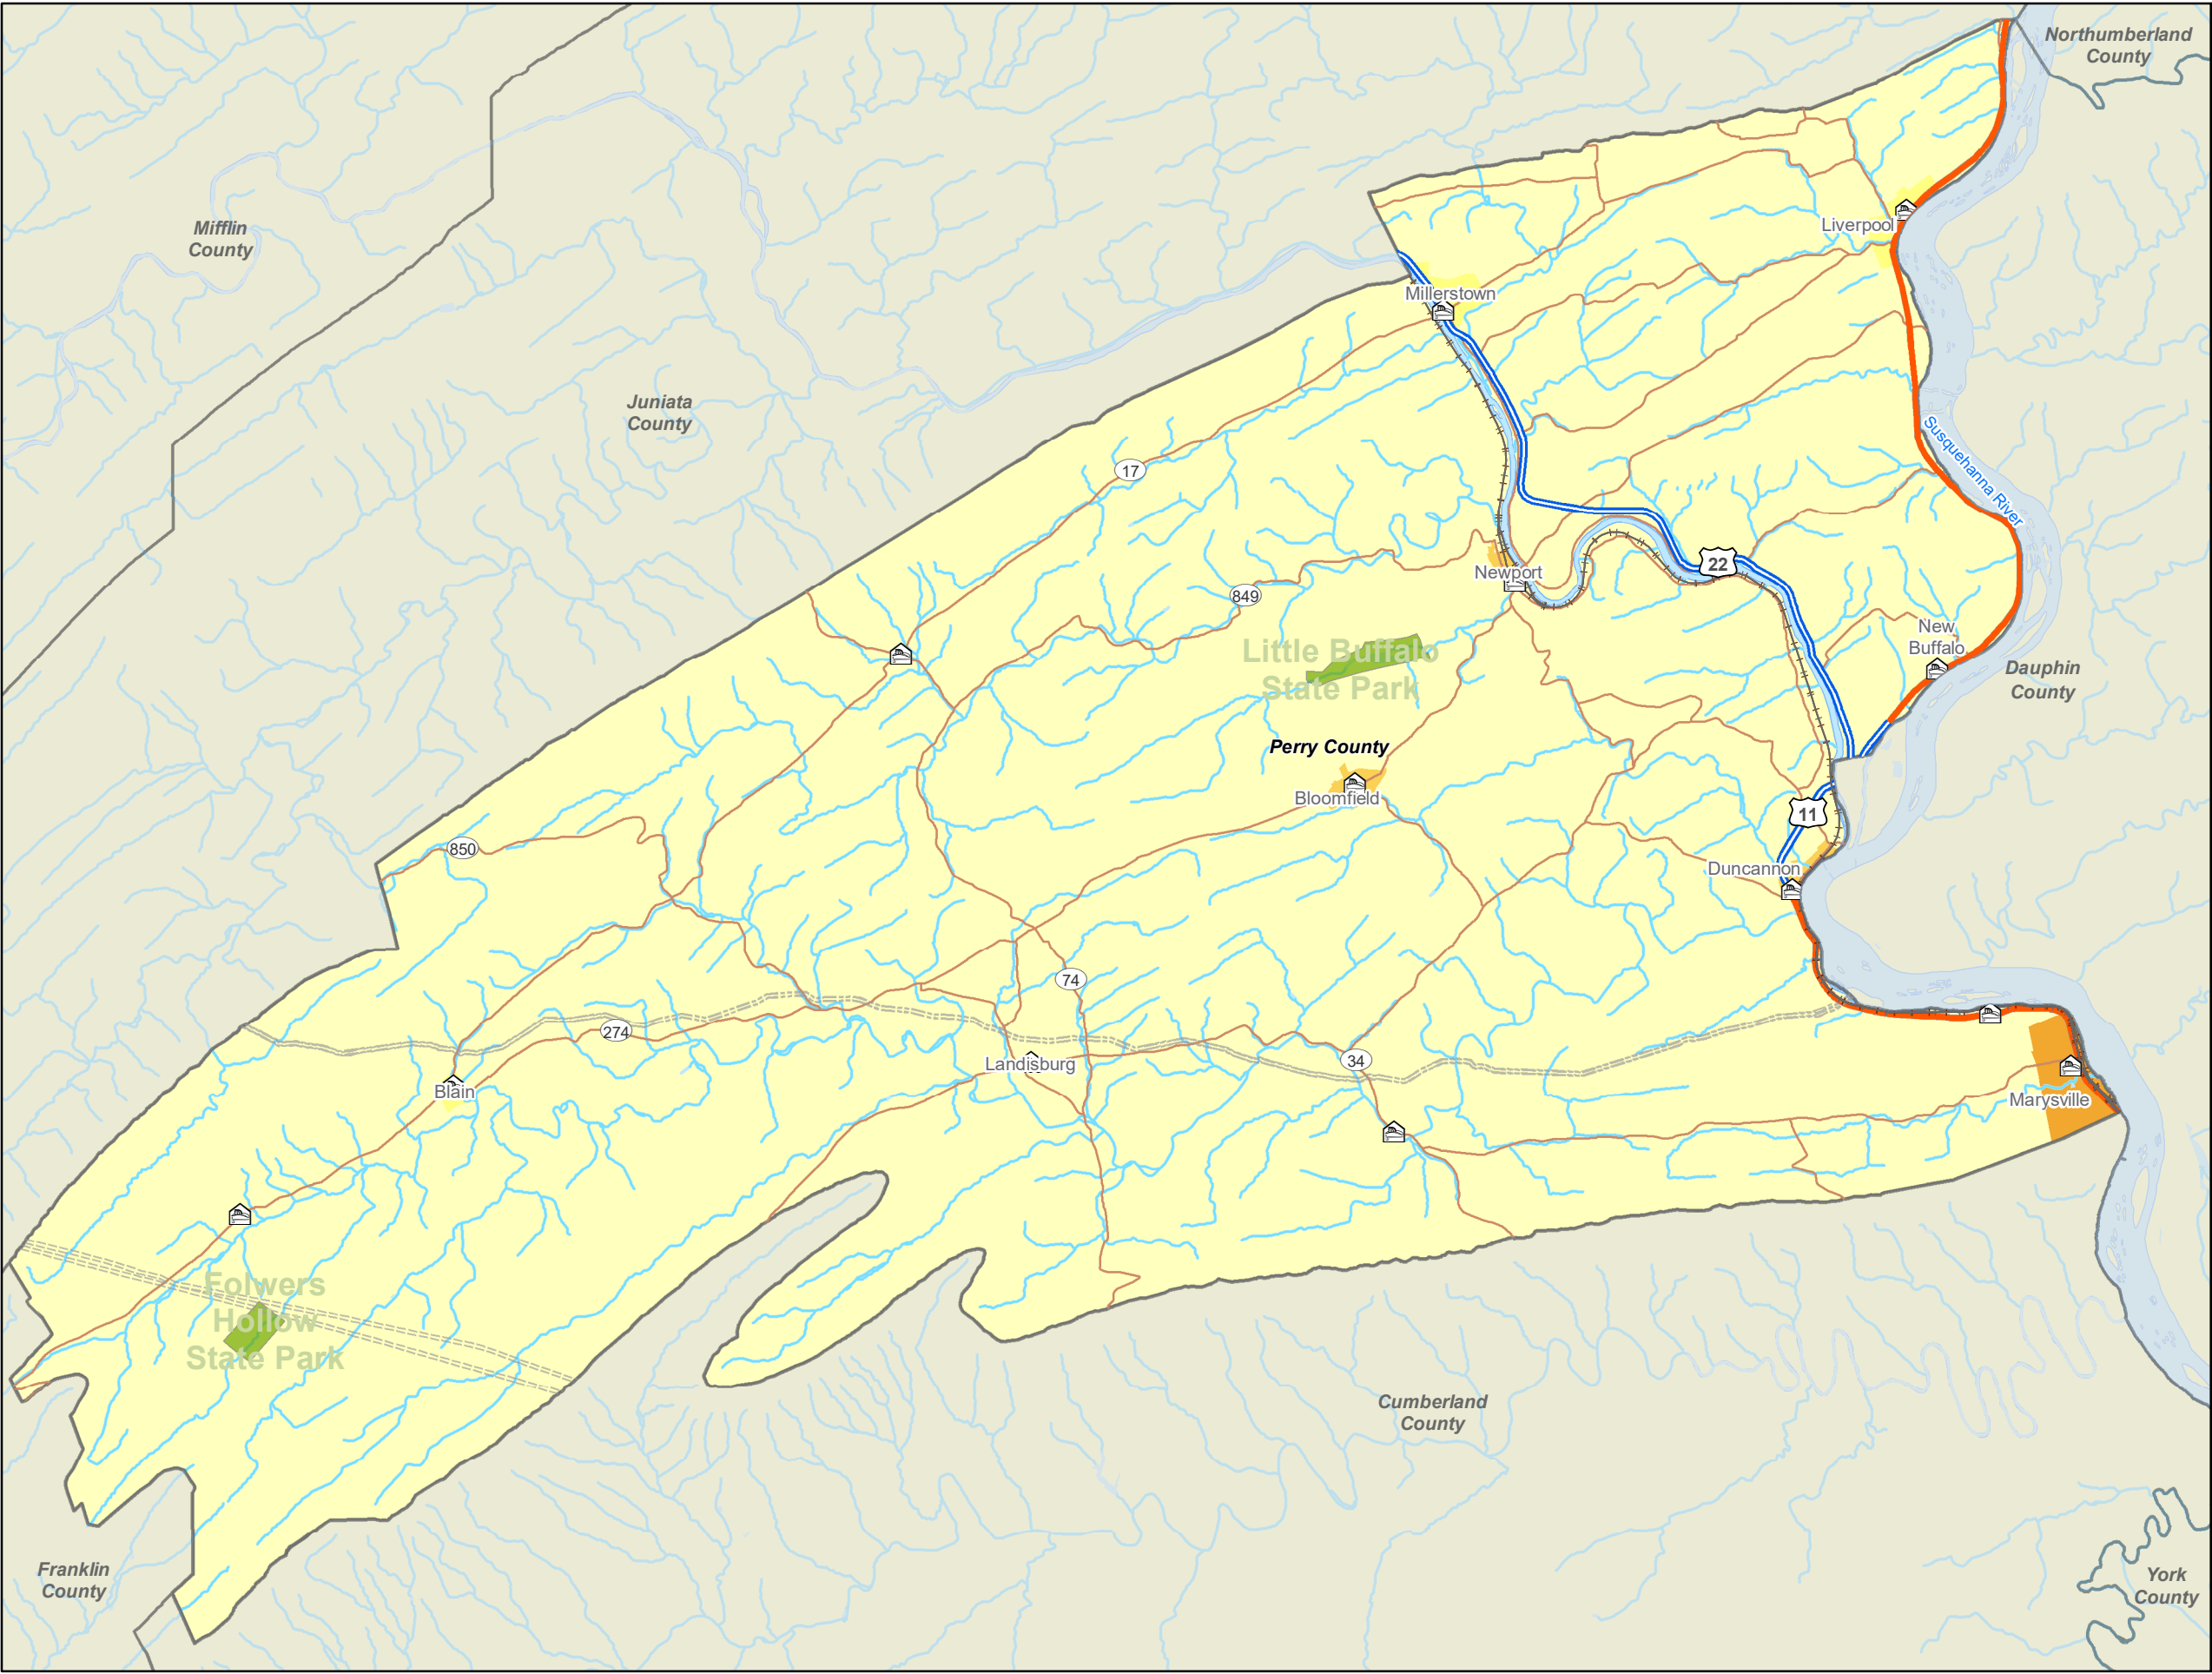 Northumberland
County
Mifflin
County
Liverpool
Millerstown
Juniata
County
Susquehanna River
17
22
Newport
849
New
Buffalo
Little Buffalo
State Park
Dauphin
County
Perry County
Bloomfield
11
850
Duncannon
74
274
34
Landisburg
Blain
Marysville
Folwers
Hollow
State Park
Cumberland
County
Franklin
County
York
County